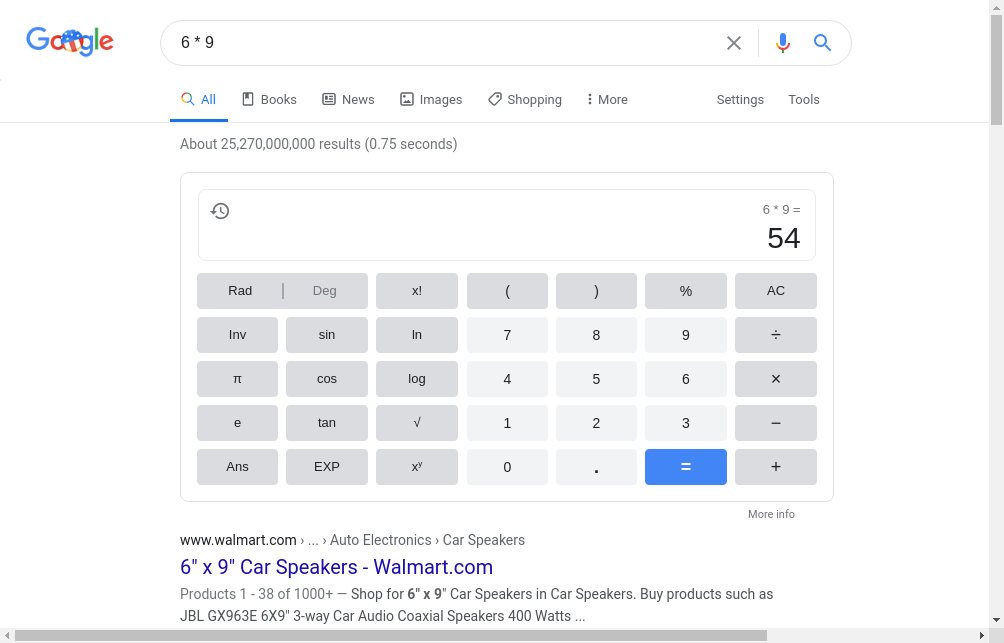 Google
6 * 9
All Books News Images Shopping More Settings Tools
About 25,270,000,000 results (0.75 seconds)
6 * 9 =
54
Rad Deg x! ( ) % AC
Inv sin ln 7 8 9 ÷
π cos log 4 5 6 ×
e tan √ 1 2 3 −
Ans EXP xʸ 0 . = +
More info
www.walmart.com › ... › Auto Electronics › Car Speakers
6" x 9" Car Speakers - Walmart.com
Products 1 - 38 of 1000+ — Shop for 6" x 9" Car Speakers in Car Speakers. Buy products such as
JBL GX963E 6X9" 3-way Car Audio Coaxial Speakers 400 Watts ...